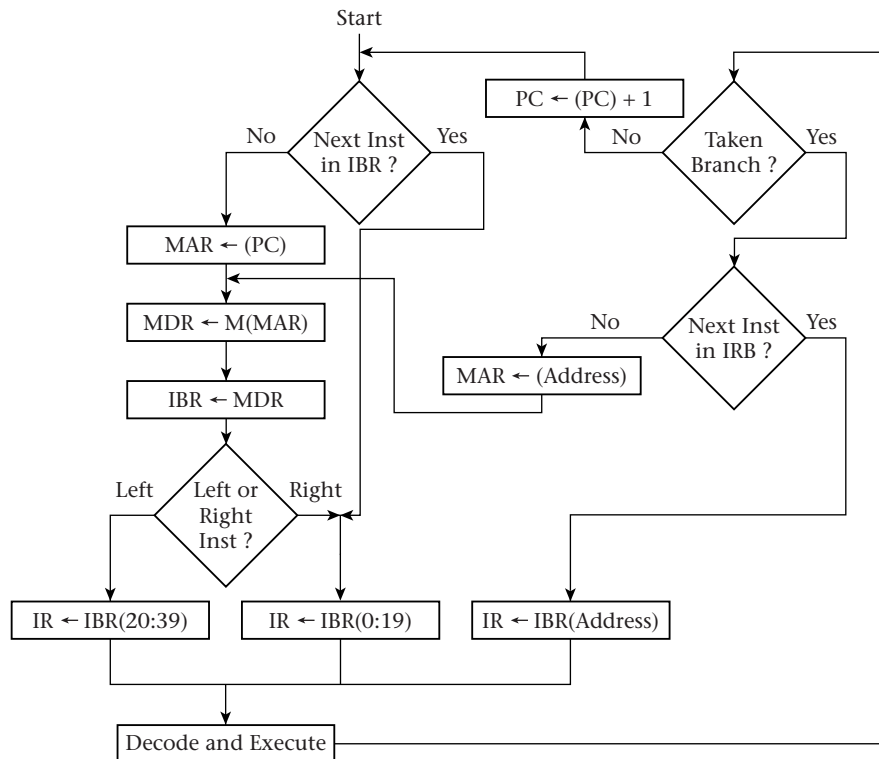 Start
PC ← (PC) + 1
No
Next Inst
in IBR ?
Yes
No
Taken
Branch ?
Yes
MAR ← (PC)
MDR ← M(MAR)
No
Next Inst
in IRB ?
Yes
MAR ← (Address)
IBR ← MDR
Left
Left or
Right
Inst ?
Right
IR ← IBR(20:39)
IR ← IBR(0:19)
IR ← IBR(Address)
Decode and Execute